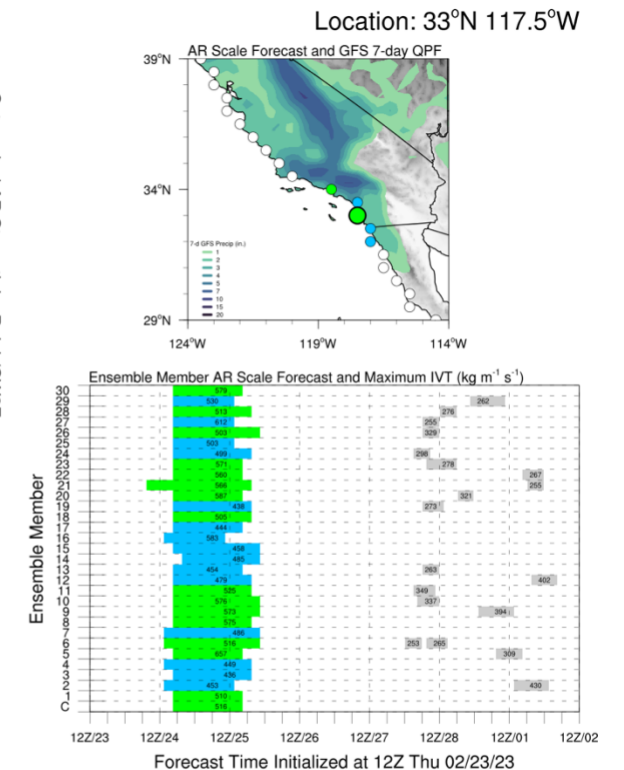 Location: 33°N 117.5°W
AR Scale Forecast and GFS 7-day QPF
39°N
34°N
29°N
7-d GFS Precip (in.)
1
2
3
4
5
7
10
15
20
124°W 119°W 114°W
Ensemble Member AR Scale Forecast and Maximum IVT (kg m⁻¹ s⁻¹)
Ensemble Member
30 579
29 530 262
28 513 276
27 612 255
26 503 329
25 503
24 499 298
23 571 278
22 560 267
21 566 255
20 587 321
19 438 273
18 505
17 444
16 583
15 458
14 485
13 454 263
12 479 402
11 525 349
10 576 337
9 573 394
8 575
7 486
6 516 253 265
5 657 309
4 449
3 436
2 453 430
1 510
C 516
12Z/23 12Z/24 12Z/25 12Z/26 12Z/27 12Z/28 12Z/01 12Z/02
Forecast Time Initialized at 12Z Thu 02/23/23